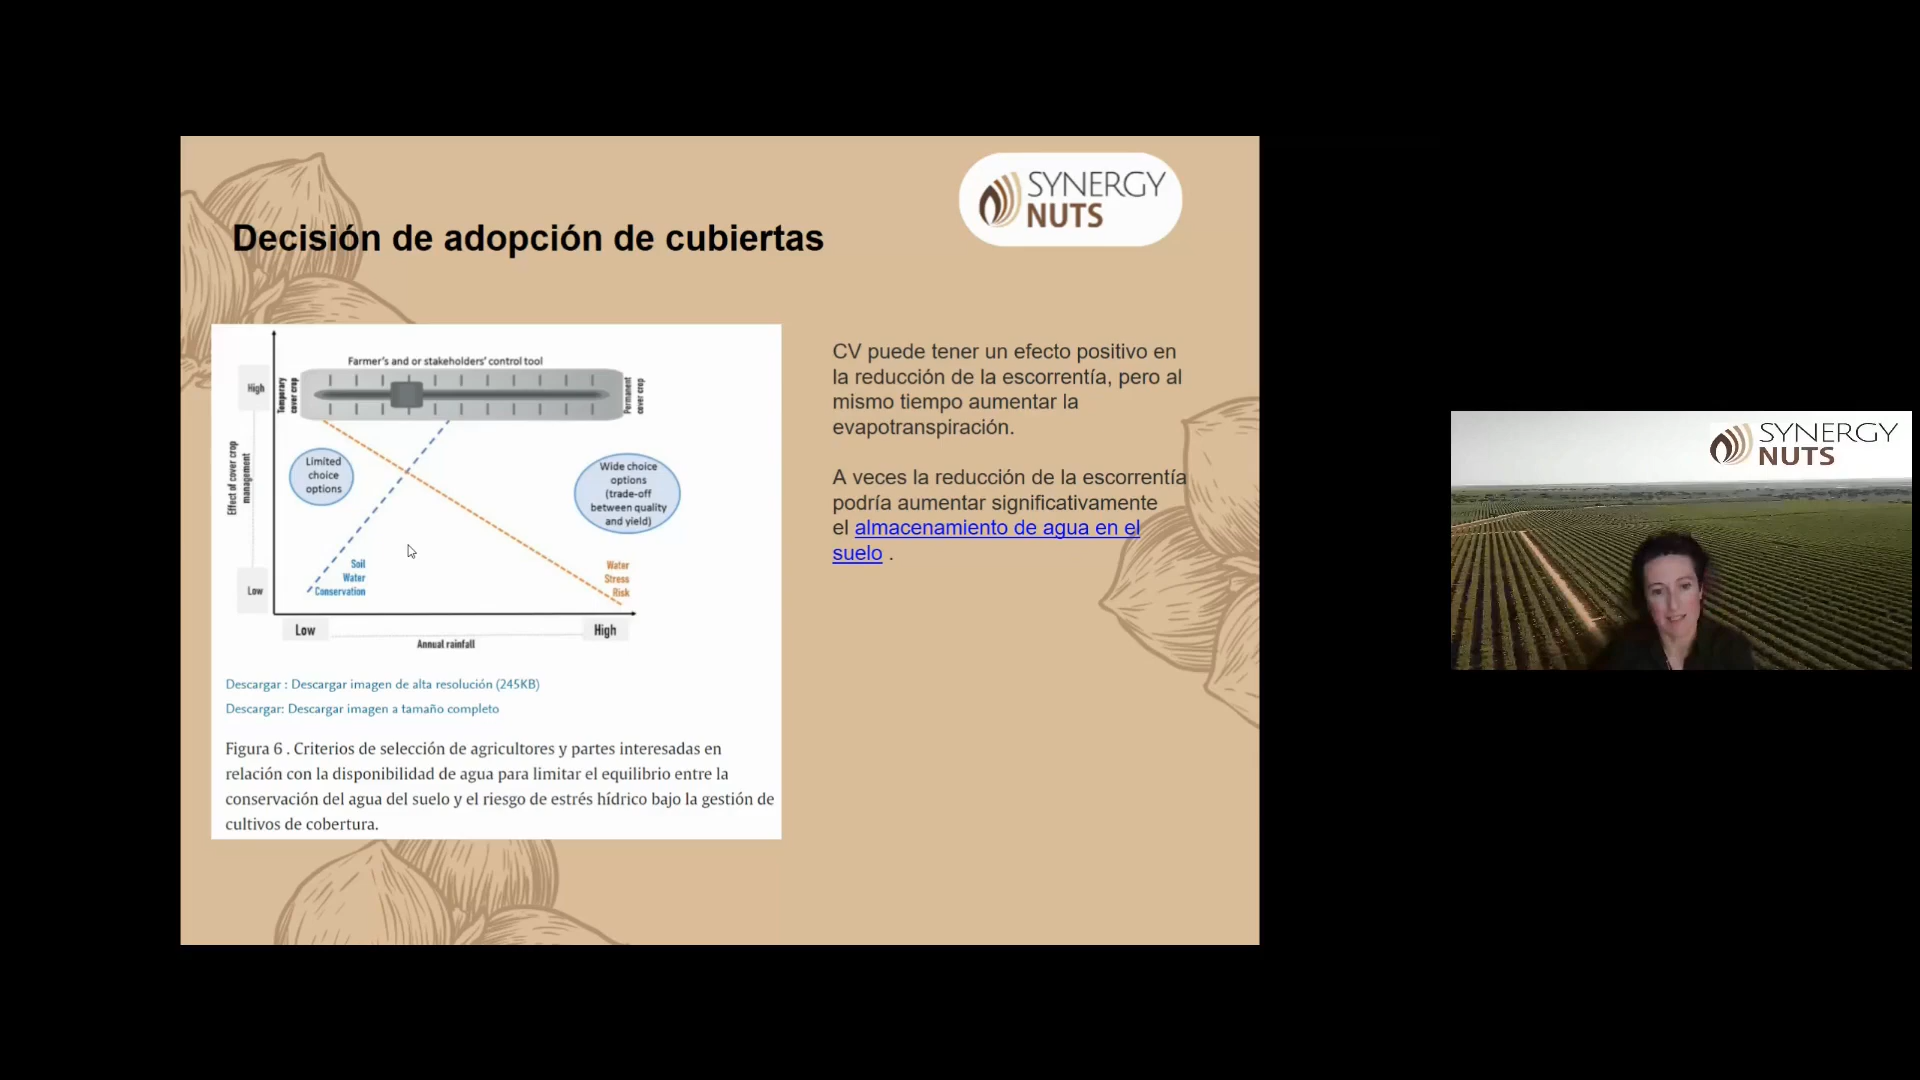 SYNERGY
NUTS
Decisión de adopción de cubiertas
Farmer's and or stakeholders' control tool
High
Temporary
cover crop
Permanent
cover crop
Effect of cover crop
management
Limited
choice
options
Wide choice
options
(trade-off
between quality
and yield)
Soil
Water
Conservation
Water
Stress
Risk
Low
Low
High
Annual rainfall
Descargar : Descargar imagen de alta resolución (245KB)
Descargar: Descargar imagen a tamaño completo
Figura 6 . Criterios de selección de agricultores y partes interesadas en
relación con la disponibilidad de agua para limitar el equilibrio entre la
conservación del agua del suelo y el riesgo de estrés hídrico bajo la gestión de
cultivos de cobertura.
CV puede tener un efecto positivo en
la reducción de la escorrentía, pero al
mismo tiempo aumentar la
evapotranspiración.
A veces la reducción de la escorrentía
podría aumentar significativamente
el almacenamiento de agua en el
suelo .
SYNERGY
NUTS